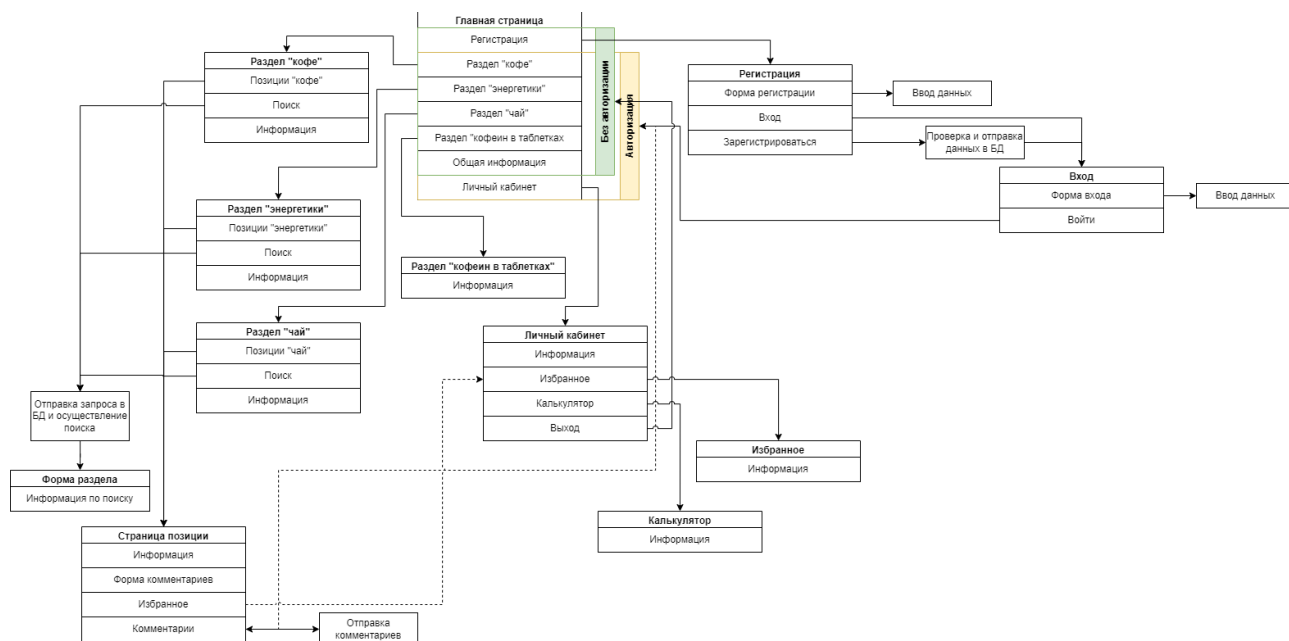 Главная страница
Регистрация
Раздел "кофе"
Раздел "энергетики"
Раздел "чай"
Раздел "кофеин в таблетках
Общая информация
Личный кабинет
Без авторизации
Авторизация
Раздел "кофе"
Позиции "кофе"
Поиск
Информация
Регистрация
Форма регистрации
Вход
Зарегистрироваться
Ввод данных
Проверка и отправка
данных в БД
Вход
Форма входа
Войти
Ввод данных
Раздел "энергетики"
Позиции "энергетики"
Поиск
Информация
Раздел "кофеин в таблетках"
Информация
Раздел "чай"
Позиции "чай"
Поиск
Информация
Личный кабинет
Информация
Избранное
Калькулятор
Выход
Отправка запроса в
БД и осуществление
поиска
Форма раздела
Информация по поиску
Избранное
Информация
Калькулятор
Информация
Страница позиции
Информация
Форма комментариев
Избранное
Комментарии
Отправка
комментариев